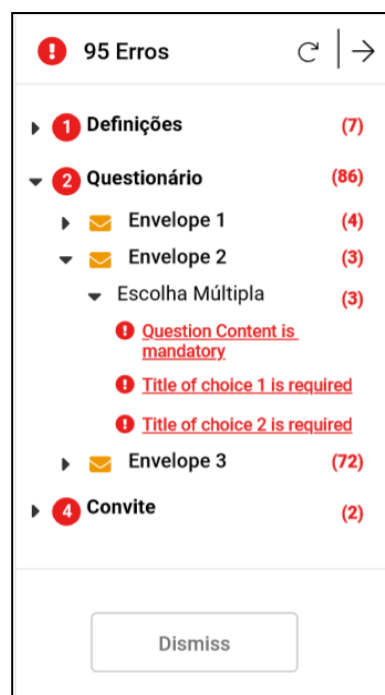 95 Erros
1 Definições (7)
2 Questionário (86)
Envelope 1 (4)
Envelope 2 (3)
Escolha Múltipla (3)
Question Content is
mandatory
Title of choice 1 is required
Title of choice 2 is required
Envelope 3 (72)
4 Convite (2)
Dismiss